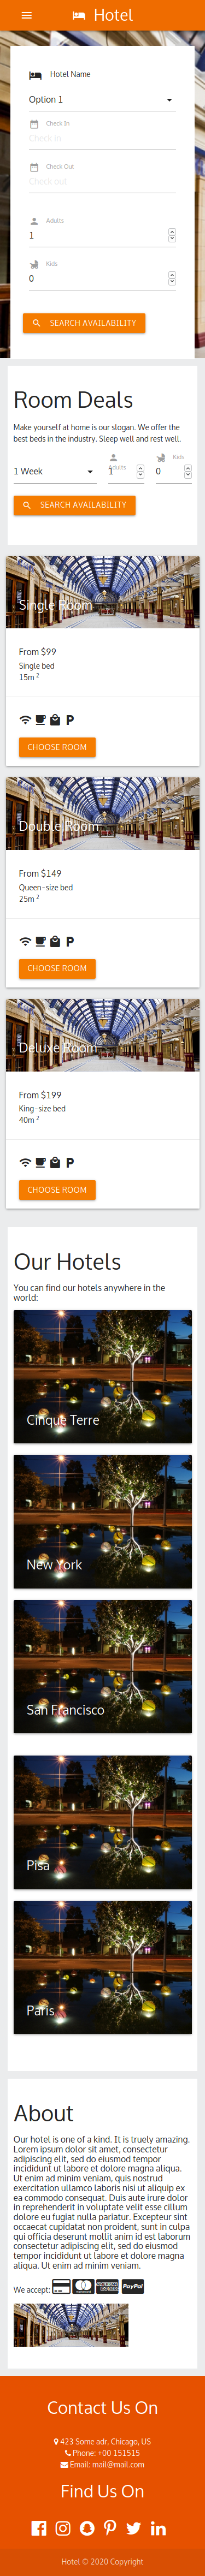 Hotel
Hotel Name
Option 1
Check In
Check in
Check Out
Check out
Adults
1
Kids
0
SEARCH AVAILABILITY
Room Deals
Make yourself at home is our slogan. We offer the
best beds in the industry. Sleep well and rest well.
1 Week
Adults
1
Kids
0
SEARCH AVAILABILITY
Single Room
From $99
Single bed
15m 2
P
CHOOSE ROOM
Double Room
From $149
Queen-size bed
25m 2
P
CHOOSE ROOM
Deluxe Room
From $199
King-size bed
40m 2
P
CHOOSE ROOM
Our Hotels
You can find our hotels anywhere in the
world:
Cinque Terre
New York
San Francisco
Pisa
Paris
About
Our hotel is one of a kind. It is truely amazing.
Lorem ipsum dolor sit amet, consectetur
adipiscing elit, sed do eiusmod tempor
incididunt ut labore et dolore magna aliqua.
Ut enim ad minim veniam, quis nostrud
exercitation ullamco laboris nisi ut aliquip ex
ea commodo consequat. Duis aute irure dolor
in reprehenderit in voluptate velit esse cillum
dolore eu fugiat nulla pariatur. Excepteur sint
occaecat cupidatat non proident, sunt in culpa
qui officia deserunt mollit anim id est laborum
consectetur adipiscing elit, sed do eiusmod
tempor incididunt ut labore et dolore magna
aliqua. Ut enim ad minim veniam.
We accept: MasterCard AMERICAN EXPRESS PayPal
Contact Us On
423 Some adr, Chicago, US
Phone: +00 151515
Email: mail@mail.com
Find Us On
Hotel © 2020 Copyright